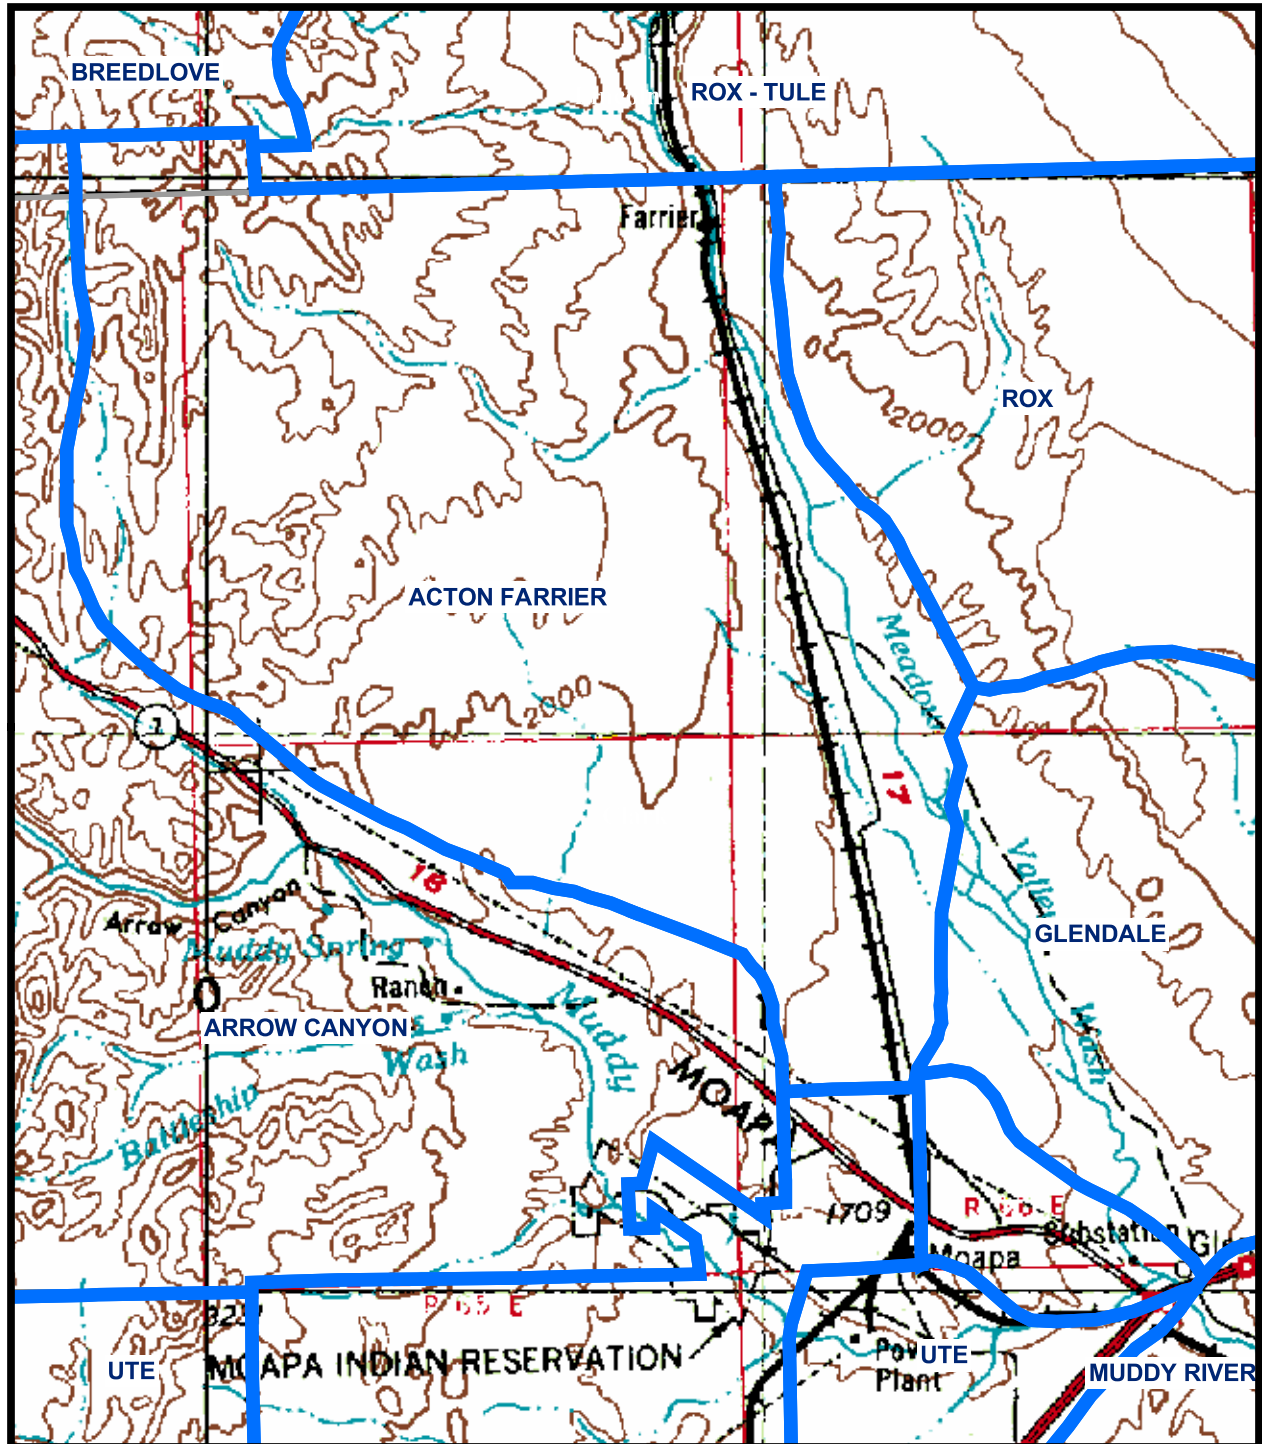 BREEDLOVE
ROX - TULE
Farrier
ROX
2000
ACTON FARRIER
Meadow
2000
7
17
Valley
18
Arrow Canyon
GLENDALE
Muddy Spring
Ranch
Muddy
Wash
ARROW CANYON
Wash
MOAPA
Battleship
1709
R 66 E
Substation
Moapa
R 65 E
MOAPA INDIAN RESERVATION
UTE
UTE
Plant
MUDDY RIVER